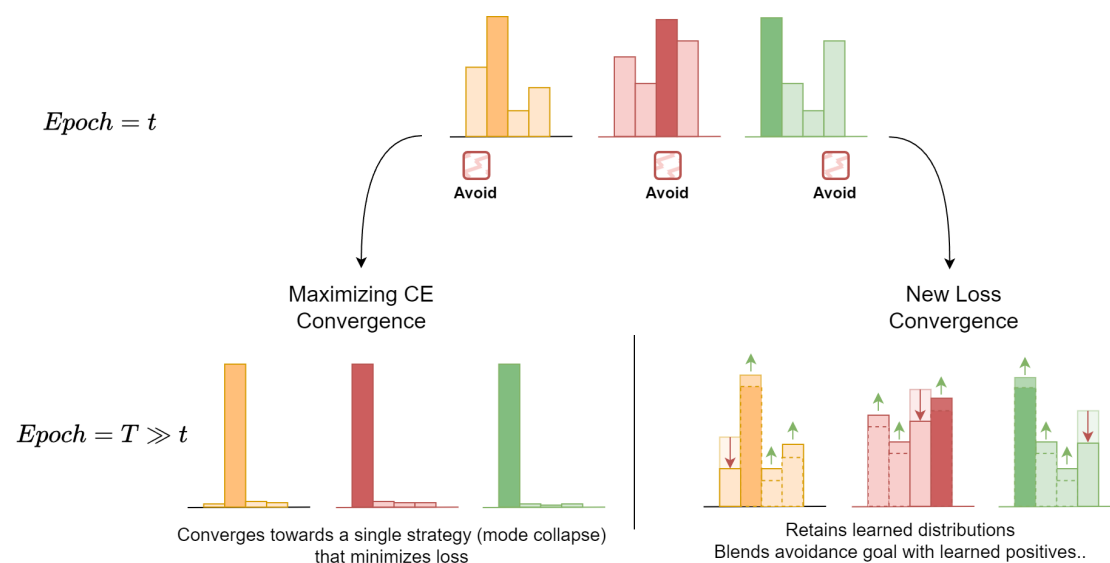 Epoch = t
Avoid
Avoid
Avoid
Maximizing CE
Convergence
New Loss
Convergence
Epoch = T ≫ t
Converges towards a single strategy (mode collapse)
that minimizes loss
Retains learned distributions
Blends avoidance goal with learned positives..